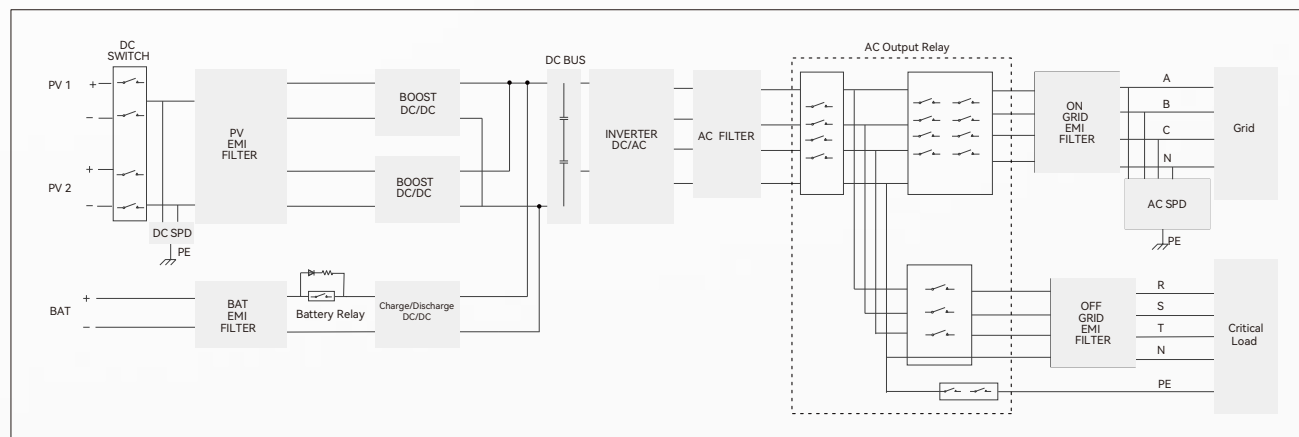 DC
SWITCH
PV 1
+
−
PV 2
+
−
DC SPD
PE
PV
EMI
FILTER
BOOST
DC/DC
BOOST
DC/DC
DC BUS
INVERTER
DC/AC
AC FILTER
AC Output Relay
ON
GRID
EMI
FILTER
A
B
C
N
Grid
AC SPD
PE
BAT
+
−
BAT
EMI
FILTER
Battery Relay
Charge/Discharge
DC/DC
OFF
GRID
EMI
FILTER
R
S
T
N
PE
Critical
Load